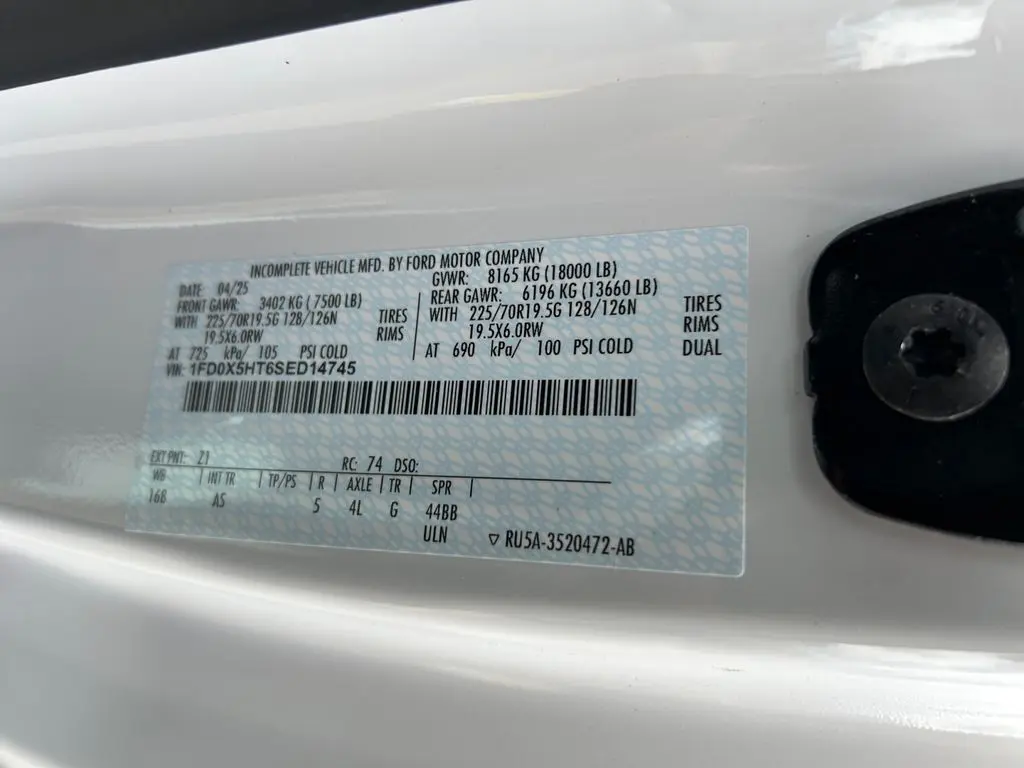 INCOMPLETE VEHICLE MFD. BY FORD MOTOR COMPANY
DATE: 04/25 GVWR: 8165 KG (18000 LB)
FRONT GAWR: 3402 KG ( 7500 LB) REAR GAWR: 6196 KG (13660 LB)
WITH 225/70R19.5G 128/126N TIRES WITH 225/70R19.5G 128/126N TIRES
19.5X6.0RW RIMS 19.5X6.0RW RIMS
AT 725 kPa/ 105 PSI COLD AT 690 kPa/ 100 PSI COLD DUAL
VIN: 1FD0X5HT6SED14745
EXT PNT: Z1 RC: 74 DSO:
WB INT TR TP/PS R AXLE TR SPR
168 AS 5 4L G 44BB
ULN ▽ RU5A-3520472-AB